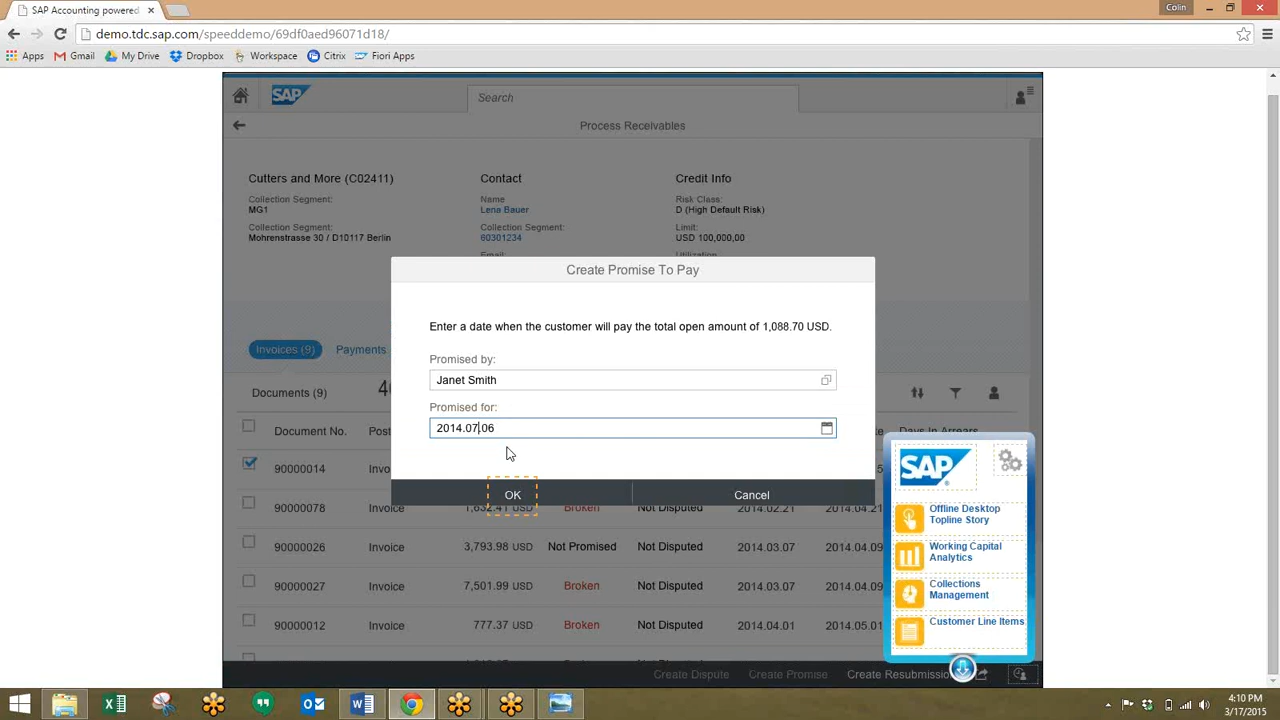 SAP Accounting powered
Colin
demo.tdc.sap.com/speeddemo/69df0aed96071d18/
Apps Gmail My Drive Dropbox Workspace Citrix Fiori Apps
SAP
Search
Process Receivables
Cutters and More (C02411)
Contact
Credit Info
Collection Segment:
MG1
Name
Lena Bauer
Risk Class:
D (High Default Risk)
Collection Segment:
Mohrenstrasse 30 / D10117 Berlin
Collection Segment:
60301234
Limit:
USD 100,000,00
Email:
Utilization
Create Promise To Pay
Enter a date when the customer will pay the total open amount of 1,088.70 USD.
Promised by:
Janet Smith
Promised for:
2014.07.06
OK
Cancel
Invoices (9) Payments
Documents (9)
Document No.
Days In Arrears
90000014
90000078 Invoice 1,632.41 USD Broken Not Disputed 2014.02.21 2014.04.21
90000026 Invoice 3,793.98 USD Not Promised Not Disputed 2014.03.07 2014.04.09
90000027 Invoice 7,501.99 USD Broken Not Disputed 2014.03.07 2014.04.09
90000012 Invoice 777.37 USD Broken Not Disputed 2014.04.01 2014.05.01
Create Dispute Create Promise Create Resubmissio
SAP
Offline Desktop
Topline Story
Working Capital
Analytics
Collections
Management
Customer Line Items
4:10 PM
3/17/2015